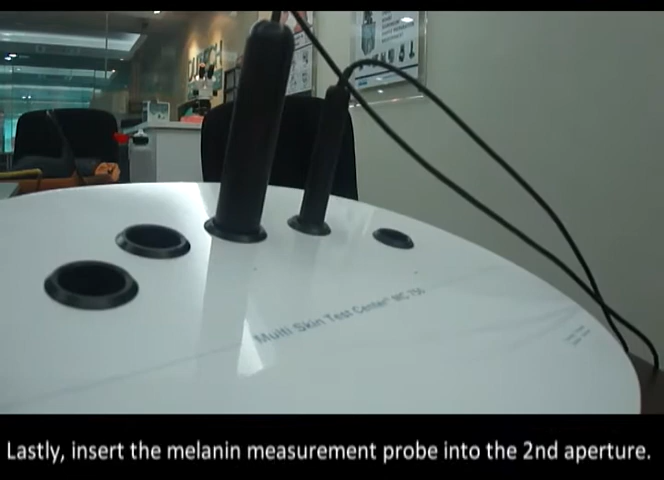 Multi Skin Test Center® MC 750
Lastly, insert the melanin measurement probe into the 2nd aperture.